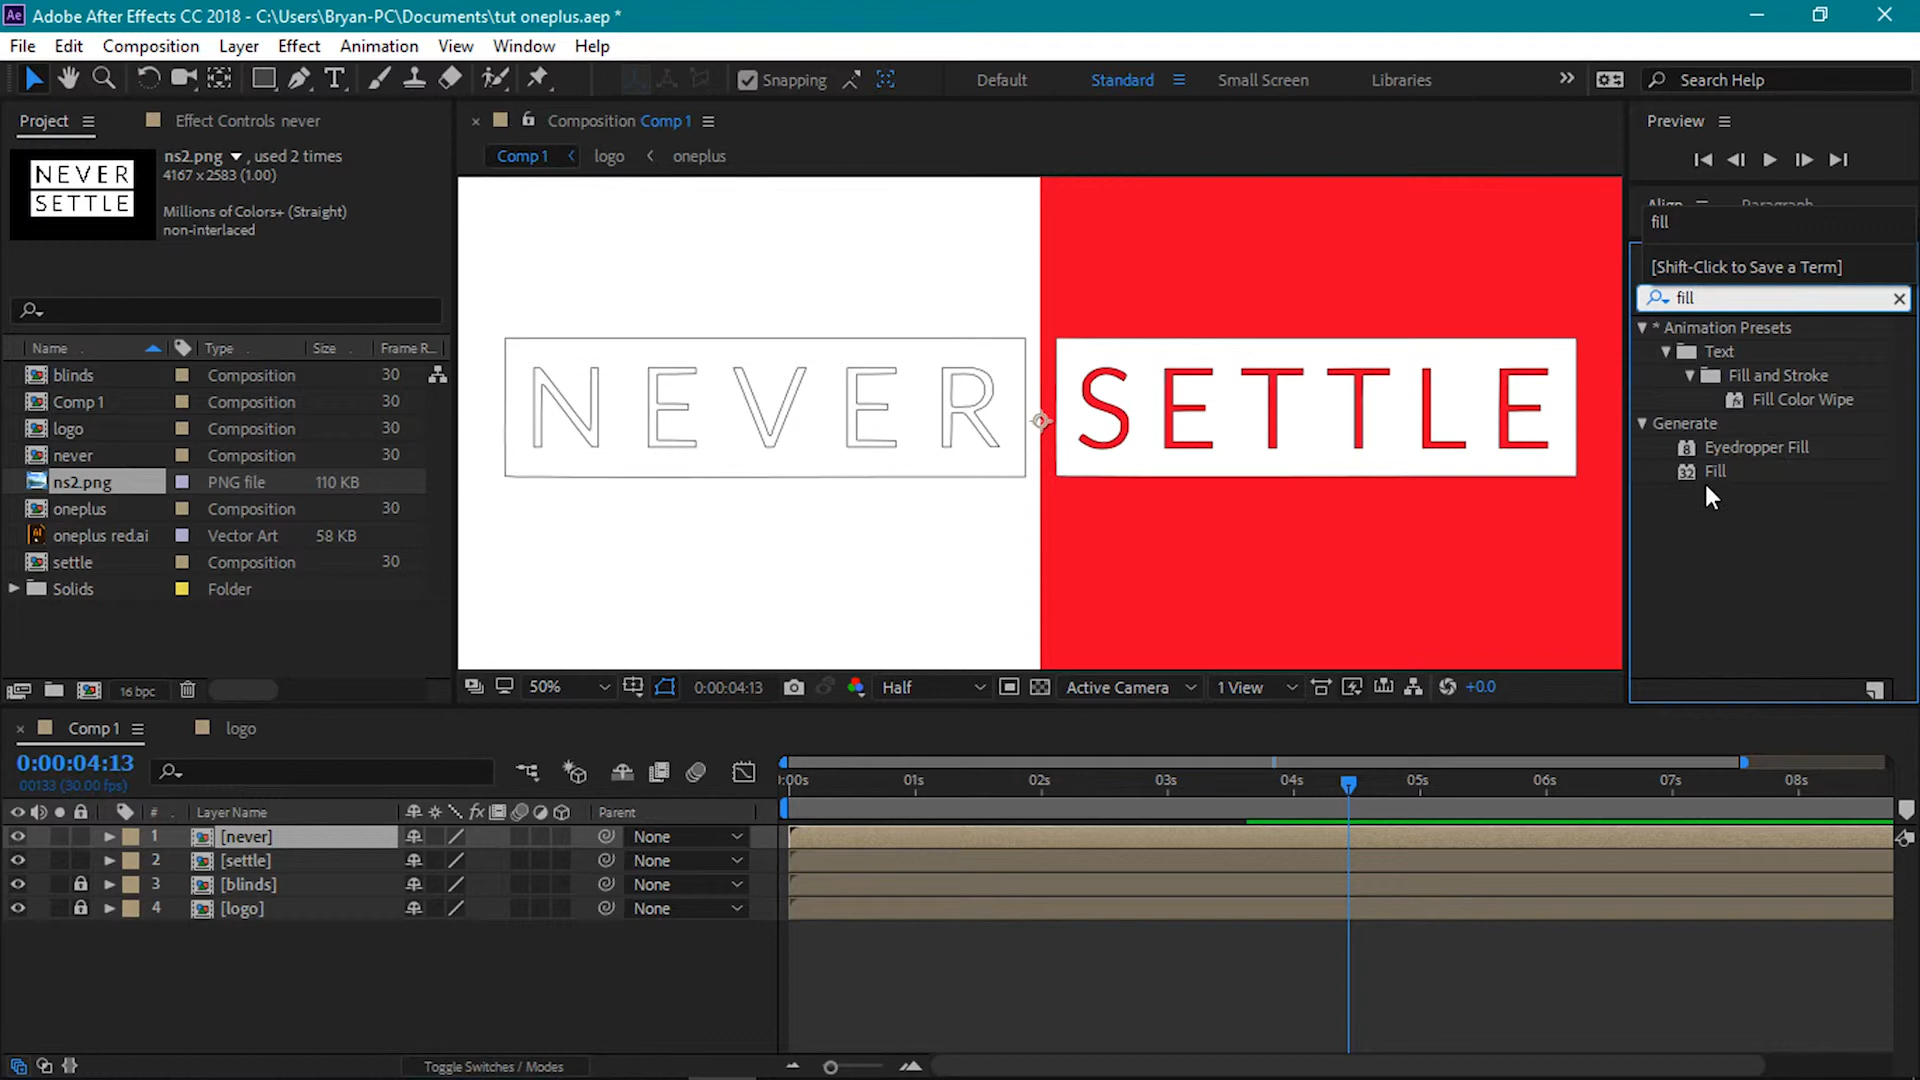 Ae Adobe After Effects CC 2018 - C:\Users\Bryan-PC\Documents\tut oneplus.aep *
File Edit Composition Layer Effect Animation View Window Help
Snapping Default Standard Small Screen Libraries Search Help
Project Effect Controls never
Composition Comp 1
Preview
NEVER
SETTLE
ns2.png , used 2 times
4167 x 2583 (1.00)
Millions of Colors+ (Straight)
non-interlaced
Comp 1 logo oneplus
Align Paragraph
fill
[Shift-Click to Save a Term]
fill
* Animation Presets
Text
Fill and Stroke
Fill Color Wipe
Generate
Eyedropper Fill
Fill
Name Type Size Frame R...
blinds Composition 30
Comp 1 Composition 30
logo Composition 30
never Composition 30
ns2.png PNG file 110 KB
oneplus Composition 30
oneplus red.ai Vector Art 58 KB
settle Composition 30
Solids Folder
NEVER SETTLE
16 bpc
50% 0:00:04:13 Half Active Camera 1 View +0.0
Comp 1 logo
0:00:04:13
00133 (30.00 fps)
:00s 01s 02s 03s 04s 05s 06s 07s 08s
# Layer Name fx Parent
1 [never] None
2 [settle] None
3 [blinds] None
4 [logo] None
Toggle Switches / Modes